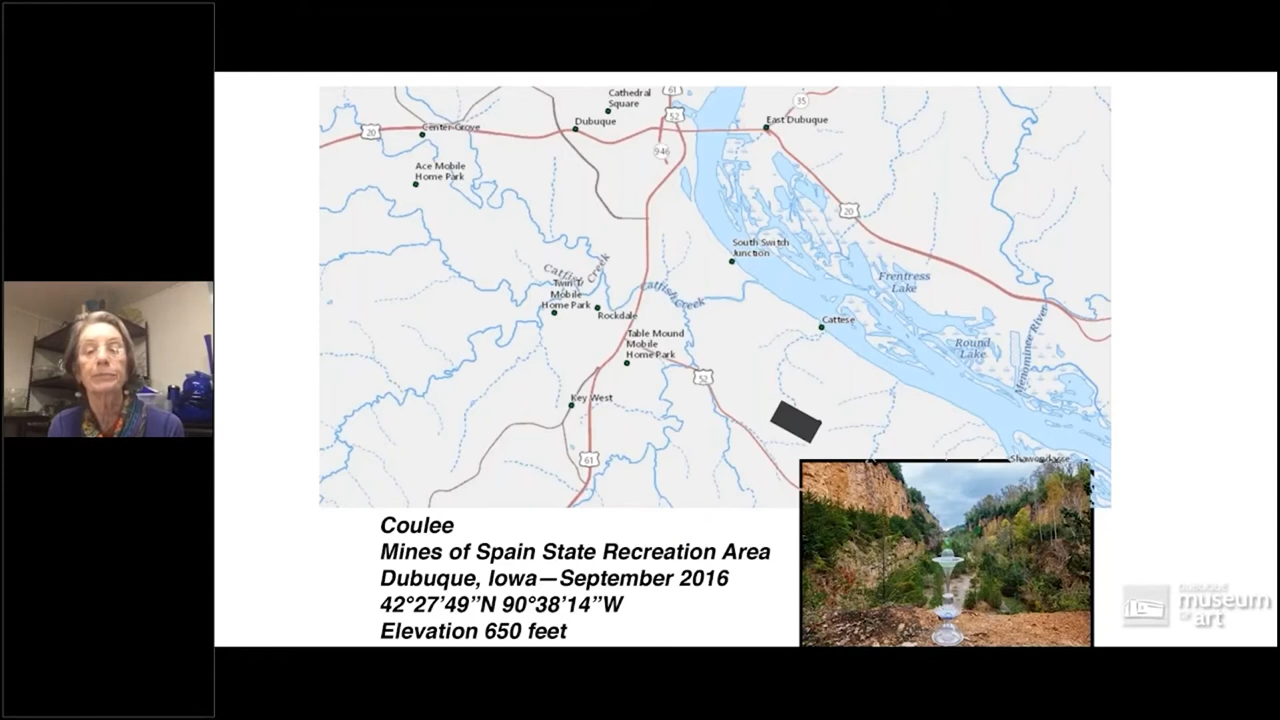 61
Cathedral
Square
35
52
Dubuque
East Dubuque
20
Center Grove
946
Ace Mobile
Home Park
20
South Switch
Junction
Catfish Creek
Frentress
Lake
Catfish Creek
Twin T
Mobile
Home Park
Rockdale
Cattese
Table Mound
Mobile
Home Park
Round
Lake
Menominee River
52
Key West
61
Shawondasse
Coulee
Mines of Spain State Recreation Area
Dubuque, Iowa—September 2016
42°27’49”N 90°38’14”W
Elevation 650 feet
DUBUQUE
museum
OF art